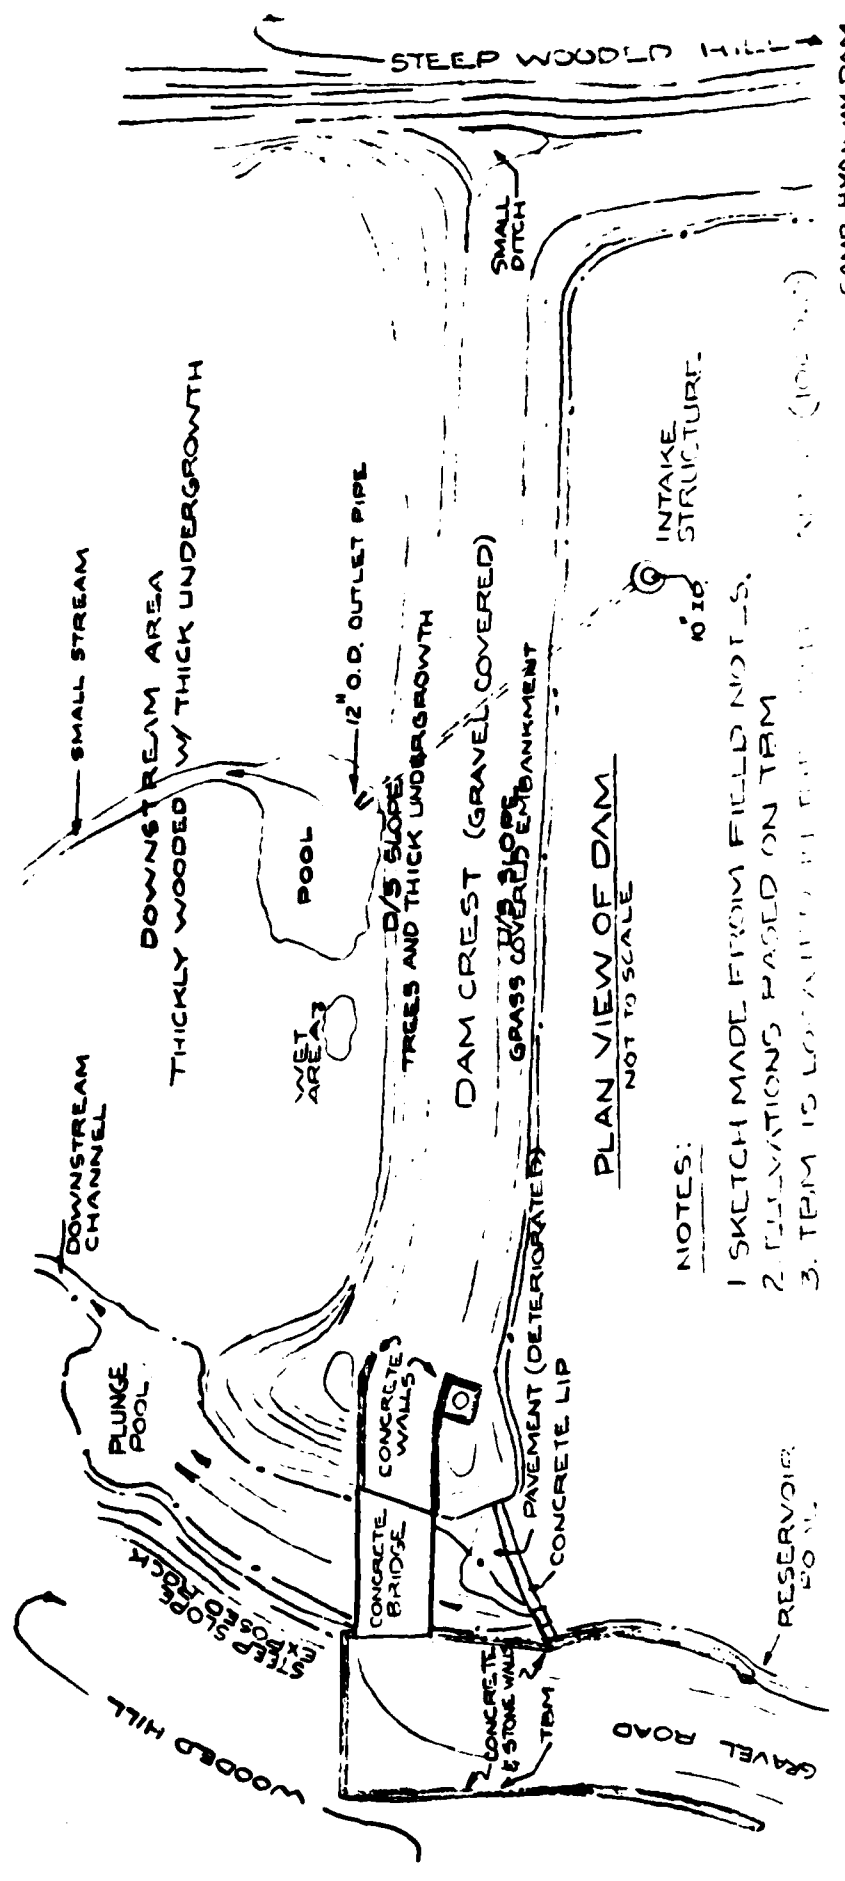 STEEP WOODED HILL
SMALL
DITCH
SMALL STREAM
DOWNSTREAM AREA
THICKLY WOODED W/ THICK UNDERGROWTH
12" O.D. OUTLET PIPE
POOL
WET
AREA
D/S SLOPE
TREES AND THICK UNDERGROWTH
DAM CREST (GRAVEL COVERED)
SLOPE
GRASS COVERED EMBANKMENT
INTAKE
STRUCTURE
10" I.D.
DOWNSTREAM
CHANNEL
PLUNGE
POOL
STEEP SLOPE
EXPOSED ROCK
WOODED HILL
CONCRETE
WALLS
CONCRETE
BRIDGE
PAVEMENT (DETERIORATED)
CONCRETE LIP
CONCRETE
& STONE WALLS
TBM
GRAVEL ROAD
RESERVOIR
PLAN VIEW OF DAM
NOT TO SCALE
NOTES:
1 SKETCH MADE FROM FIELD NOTES.
2. ELEVATIONS BASED ON TBM
3. TBM IS LOCATED